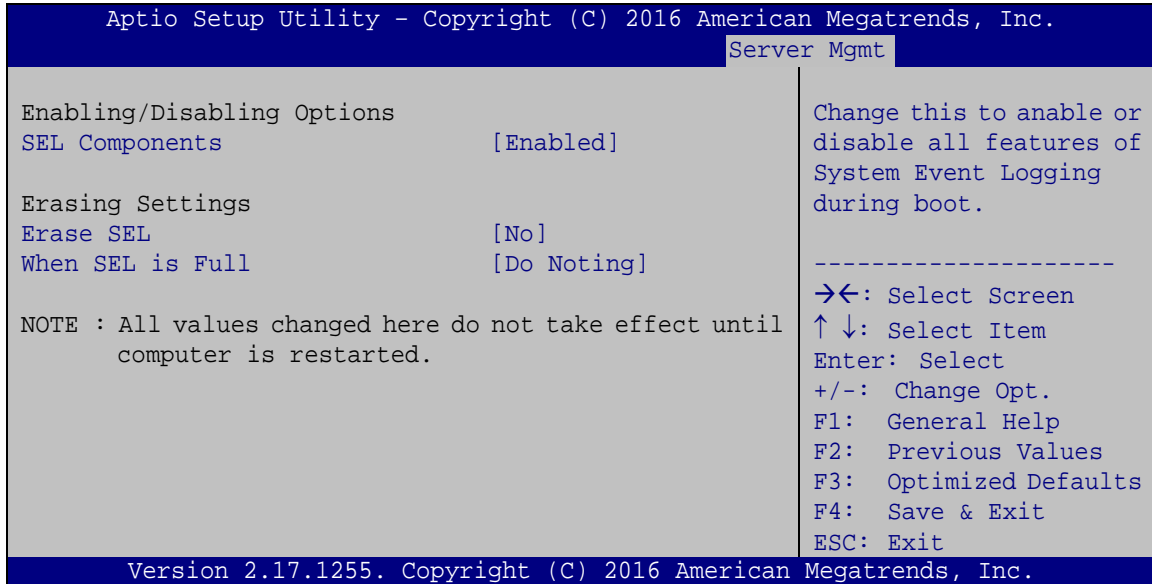 Aptio Setup Utility – Copyright (C) 2016 American Megatrends, Inc.
Server Mgmt
Enabling/Disabling Options
SEL Components [Enabled]
Erasing Settings
Erase SEL [No]
When SEL is Full [Do Noting]
NOTE : All values changed here do not take effect until
computer is restarted.
Change this to anable or
disable all features of
System Event Logging
during boot.
---------------------
→←: Select Screen
↑ ↓: Select Item
Enter: Select
+/-: Change Opt.
F1: General Help
F2: Previous Values
F3: Optimized Defaults
F4: Save & Exit
ESC: Exit
Version 2.17.1255. Copyright (C) 2016 American Megatrends, Inc.